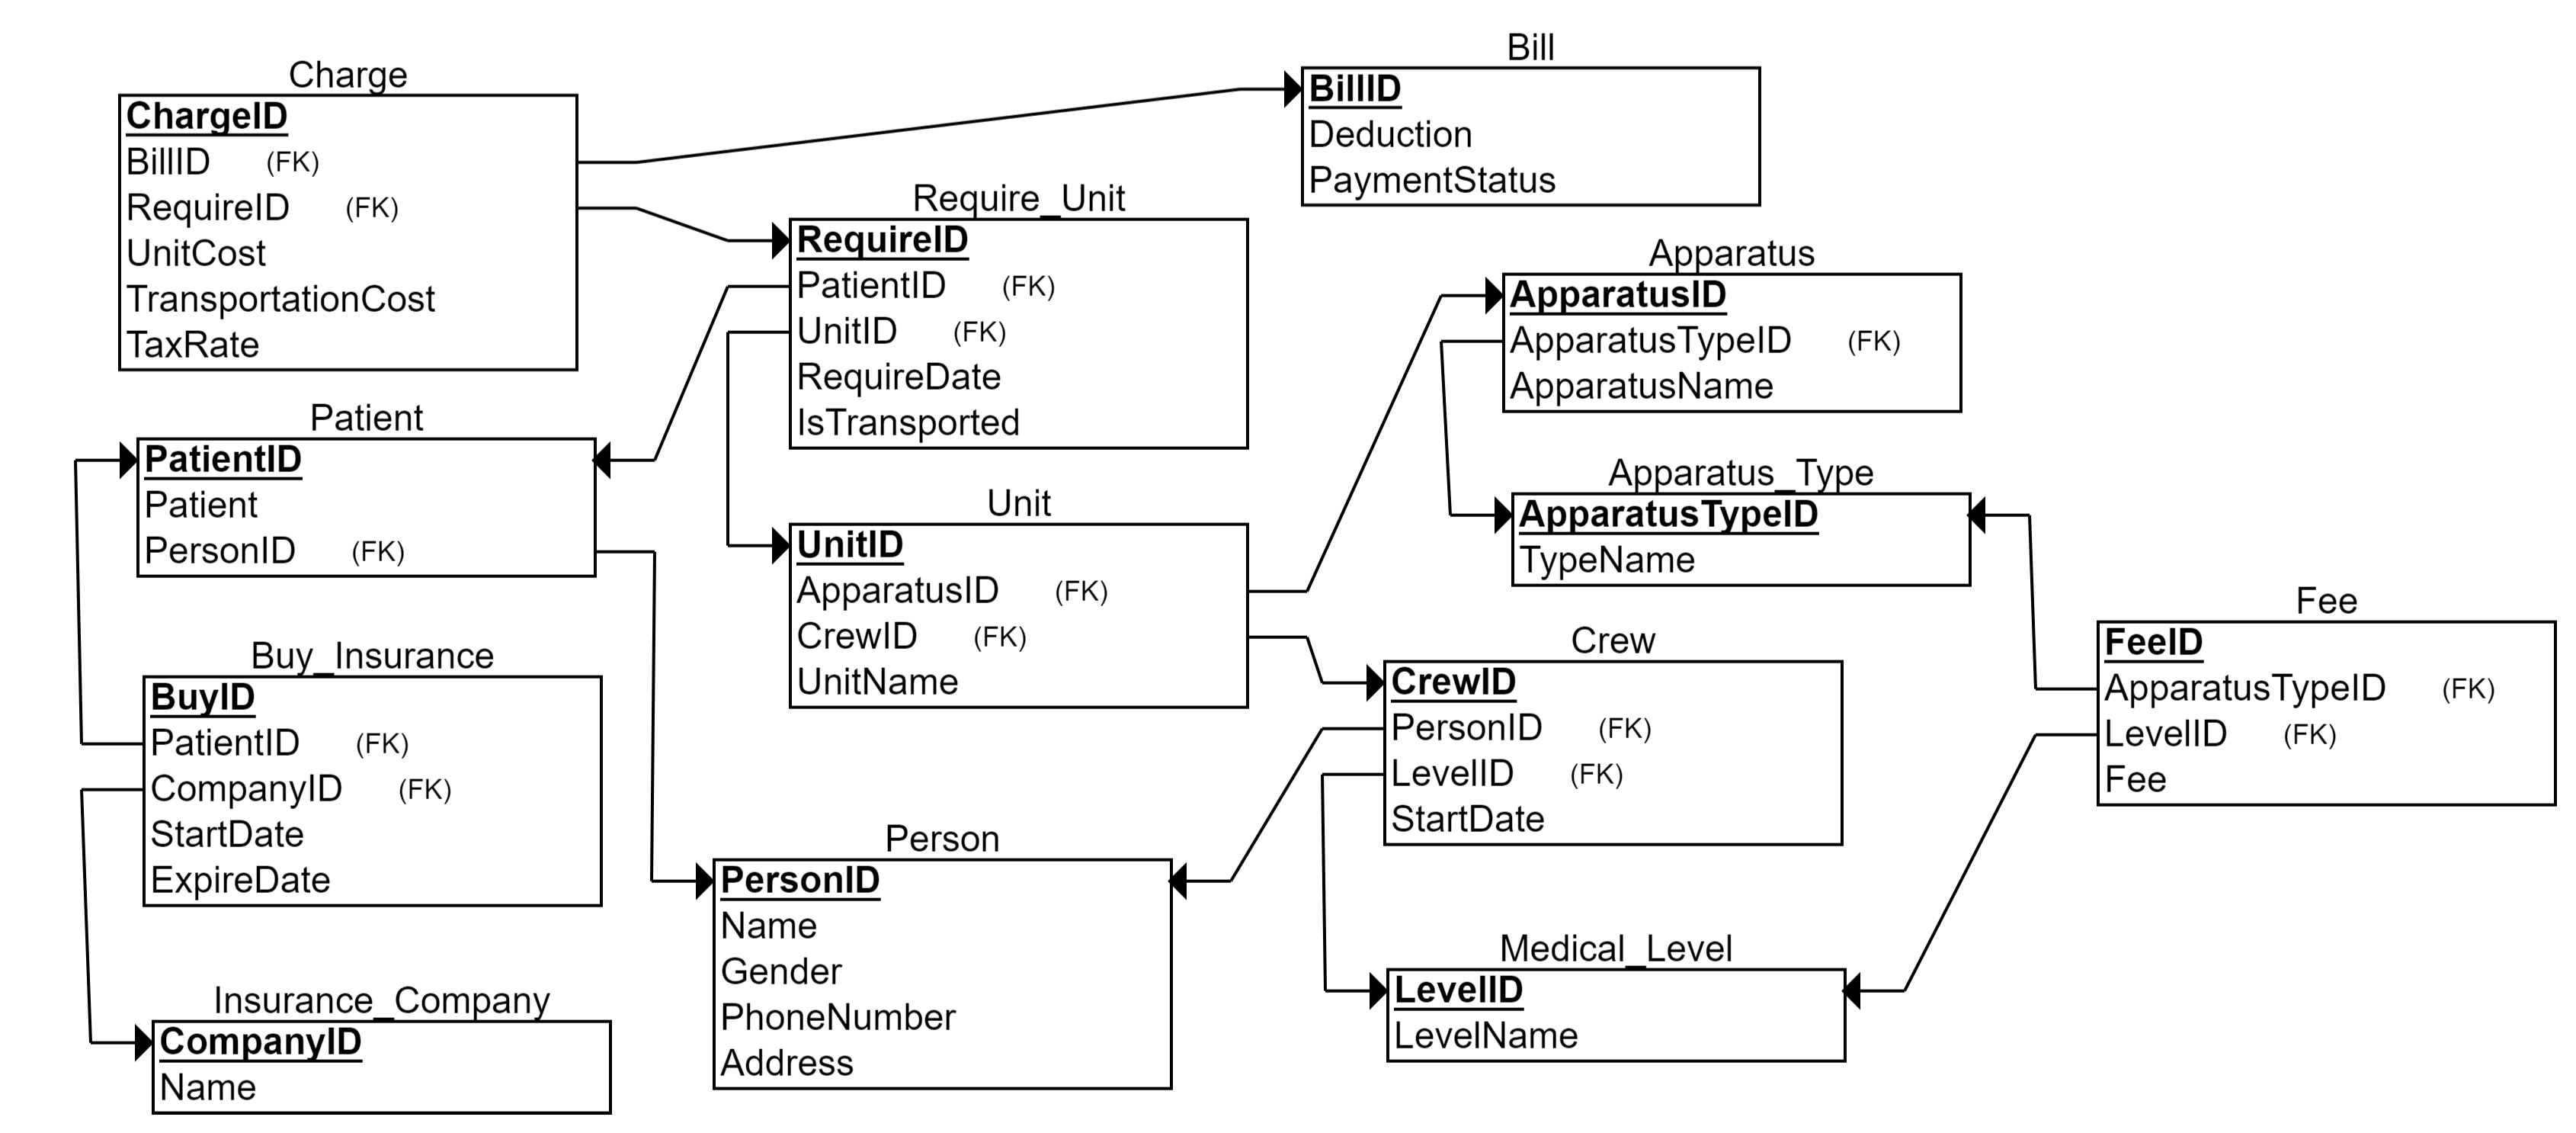 Charge
ChargeID
BillID (FK)
RequireID (FK)
UnitCost
TransportationCost
TaxRate
Bill
BillID
Deduction
PaymentStatus
Require_Unit
RequireID
PatientID (FK)
UnitID (FK)
RequireDate
IsTransported
Apparatus
ApparatusID
ApparatusTypeID (FK)
ApparatusName
Patient
PatientID
Patient
PersonID (FK)
Apparatus_Type
ApparatusTypeID
TypeName
Unit
UnitID
ApparatusID (FK)
CrewID (FK)
UnitName
Fee
FeeID
ApparatusTypeID (FK)
LevelID (FK)
Fee
Crew
CrewID
PersonID (FK)
LevelID (FK)
StartDate
Buy_Insurance
BuyID
PatientID (FK)
CompanyID (FK)
StartDate
ExpireDate
Person
PersonID
Name
Gender
PhoneNumber
Address
Medical_Level
LevelID
LevelName
Insurance_Company
CompanyID
Name